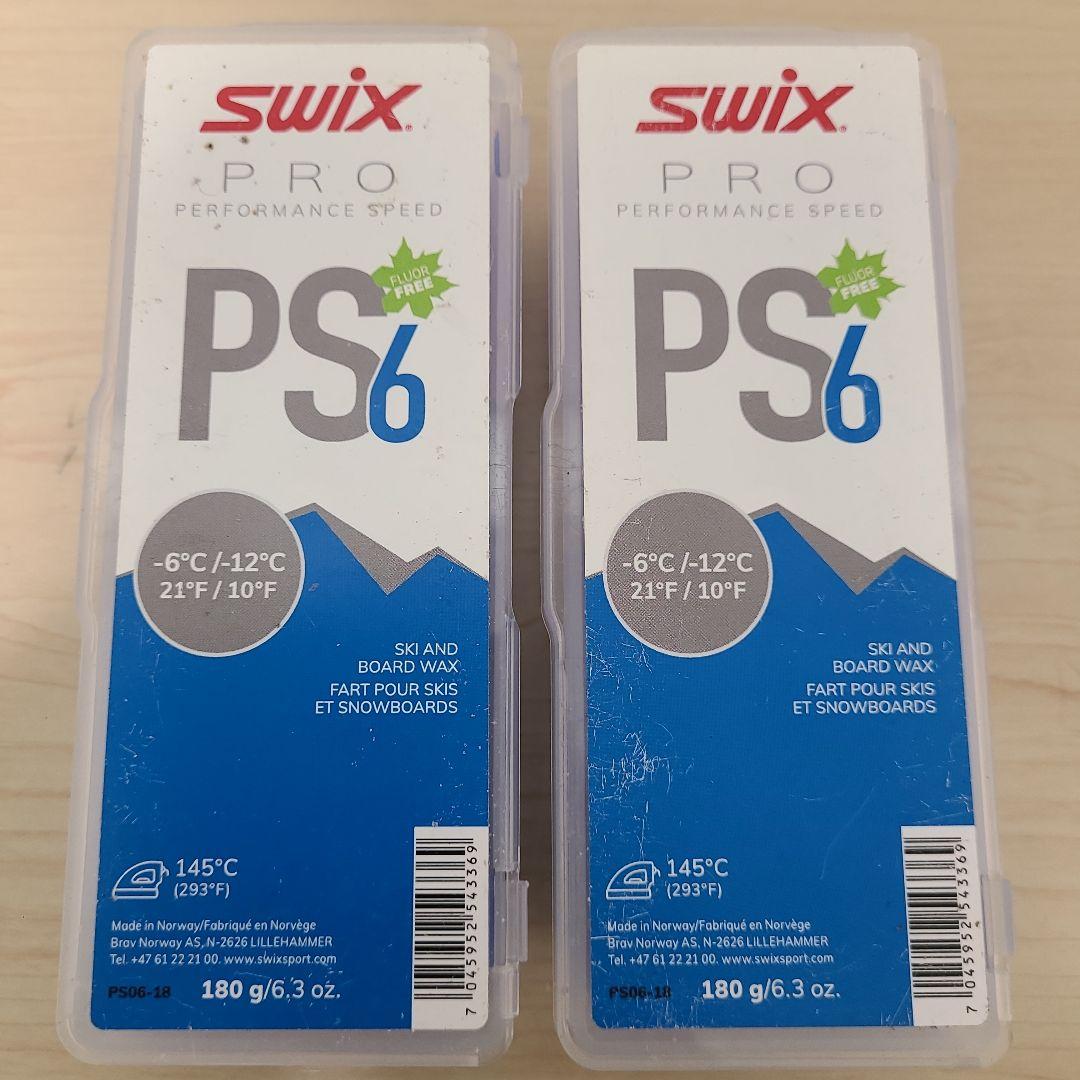 SWIX
PRO
PERFORMANCE SPEED
FLUOR
FREE
PS6
-6°C /-12°C
21°F / 10°F
SKI AND
BOARD WAX
FART POUR SKIS
ET SNOWBOARDS
145°C
(293°F)
Made in Norway/Fabriqué en Norvège
Brav Norway AS, N-2626 LILLEHAMMER
Tel. +47 61 22 21 00. www.swixsport.com
PS06-18 180 g/6.3 oz.
7 045952 543369
SWIX
PRO
PERFORMANCE SPEED
FLUOR
FREE
PS6
-6°C /-12°C
21°F / 10°F
SKI AND
BOARD WAX
FART POUR SKIS
ET SNOWBOARDS
145°C
(293°F)
Made in Norway/Fabriqué en Norvège
Brav Norway AS, N-2626 LILLEHAMMER
Tel. +47 61 22 21 00. www.swixsport.com
PS06-18 180 g/6.3 oz.
7 045952 543369